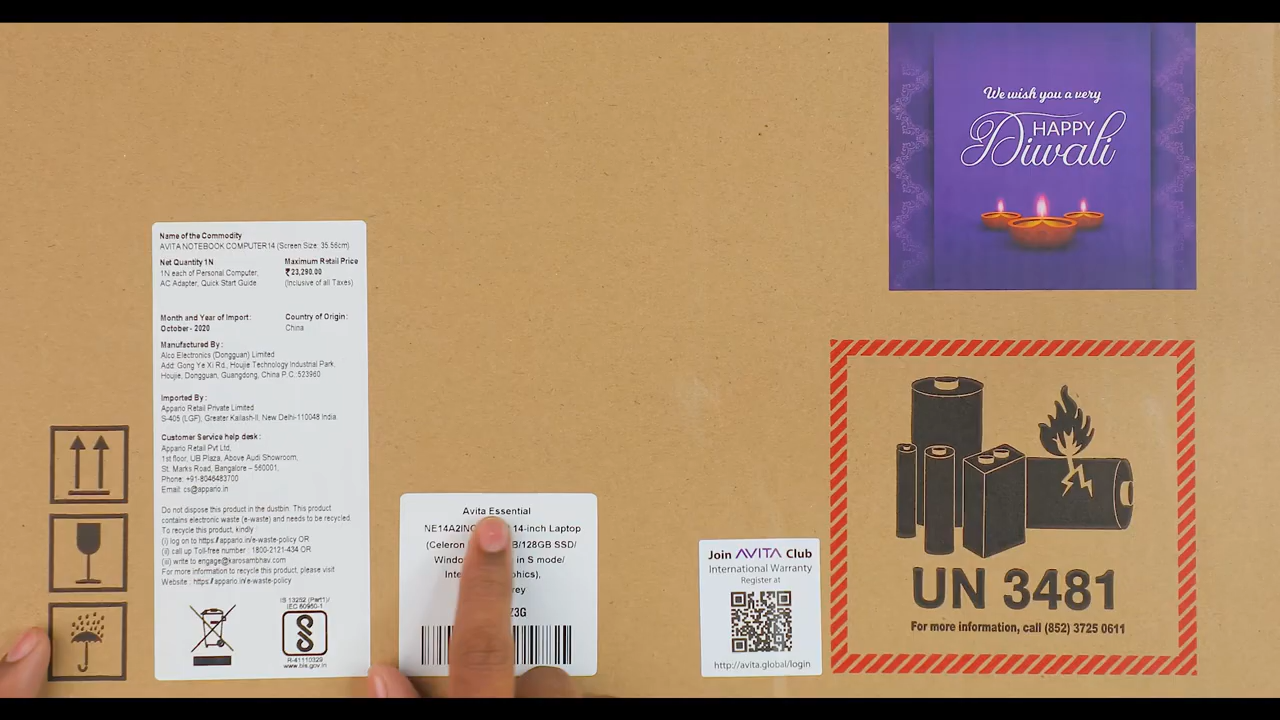 We wish you a very
HAPPY
Diwali
Name of the Commodity
AVITA NOTEBOOK COMPUTER 14 (Screen Size: 35.56cm)
Net Quantity 1N
1N each of Personal Computer,
AC Adapter, Quick Start Guide
Maximum Retail Price
₹23,290.00
(Inclusive of all Taxes)
Month and Year of Import:
October- 2020
Country of Origin:
China
Manufactured By :
Alco Electronics (Dongguan) Limited
Add: Gong Ye Xi Rd., Houjie Technology Industrial Park
Houjie, Dongguan, Guangdong, China P.C.:523960
Imported By :
Appario Retail Private Limited
S-405 (LGF), Greater Kailash-II, New Delhi-110048 India.
Customer Service help desk :
Appario Retail Pvt Ltd,
1st floor, UB Plaza, Above Audi Showroom,
St. Marks Road, Bangalore – 560001,
Phone: +91-8046483700
Email: cs@appario.in
Do not dispose this product in the dustbin. This product
contains electronic waste (e-waste) and needs to be recycled.
To recycle this product, kindly :
(i) log on to https://appario.in/e-waste-policy OR
(ii) call up Toll-free number : 1800-2121-434 OR
(iii) write to engage@karosambhav.com
For more information to recycle this product, please visit
Website : https://appario.in/e-waste-policy
IS 13252 (Part1)/
IEC 60950-1
R-41110329
www.bis.gov.in
Avita Essential
14-inch Laptop
(Celeron /128GB SSD/
in S mode/
Join AVITA Club
International Warranty
Register at
http://avita.global/login
UN 3481
For more information, call (852) 3725 0611